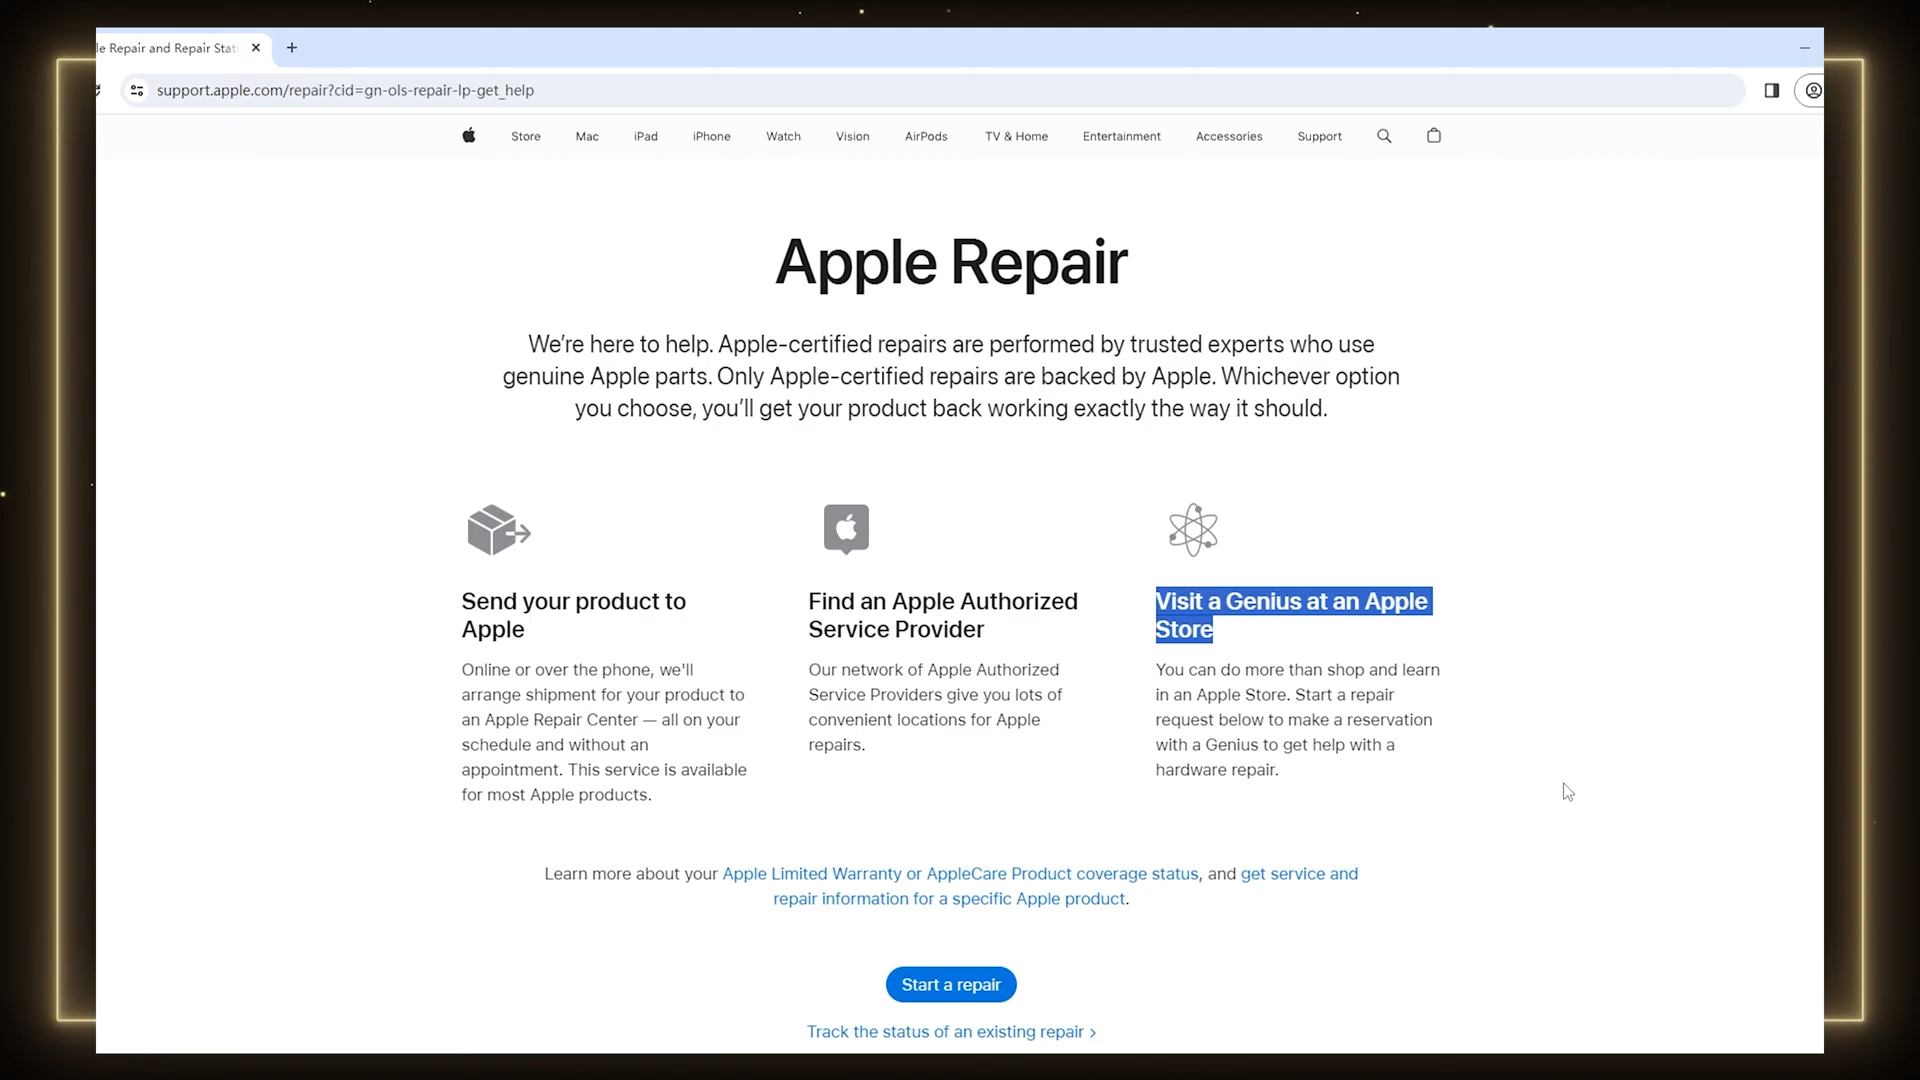 le Repair and Repair Stat
support.apple.com/repair?cid=gn-ols-repair-lp-get_help
Store Mac iPad iPhone Watch Vision AirPods TV & Home Entertainment Accessories Support
Apple Repair
We’re here to help. Apple-certified repairs are performed by trusted experts who use
genuine Apple parts. Only Apple-certified repairs are backed by Apple. Whichever option
you choose, you’ll get your product back working exactly the way it should.
Send your product to
Apple
Online or over the phone, we'll
arrange shipment for your product to
an Apple Repair Center — all on your
schedule and without an
appointment. This service is available
for most Apple products.
Find an Apple Authorized
Service Provider
Our network of Apple Authorized
Service Providers give you lots of
convenient locations for Apple
repairs.
Visit a Genius at an Apple
Store
You can do more than shop and learn
in an Apple Store. Start a repair
request below to make a reservation
with a Genius to get help with a
hardware repair.
Learn more about your Apple Limited Warranty or AppleCare Product coverage status, and get service and
repair information for a specific Apple product.
Start a repair
Track the status of an existing repair >